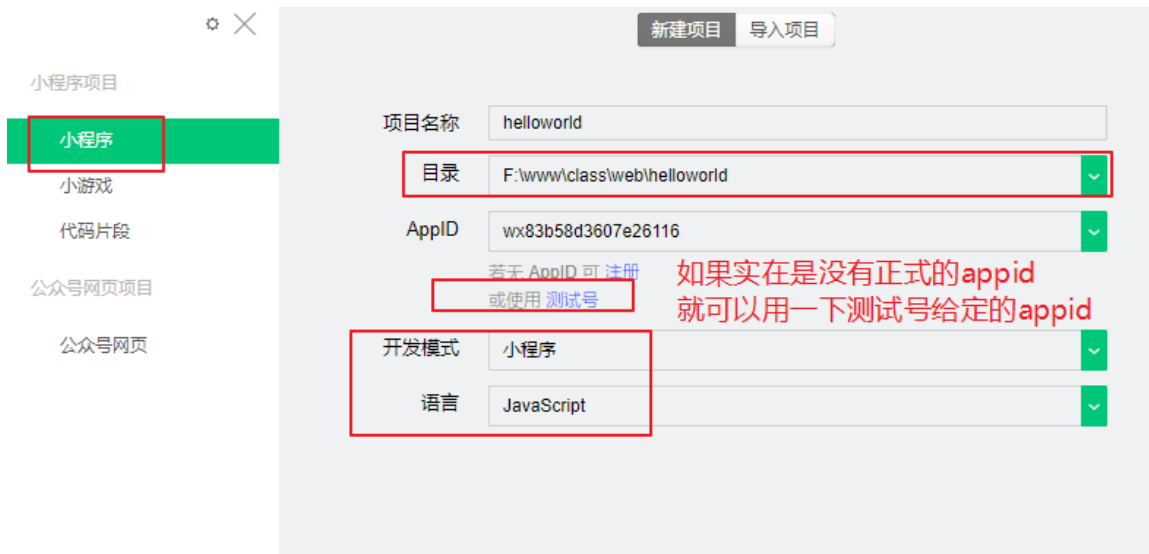 新建项目 导入项目
小程序项目
小程序
小游戏
代码片段
公众号网页项目
公众号网页
项目名称 helloworld
目录 F:\www\class\web\helloworld
AppID wx83b58d3607e26116
若无 AppID 可 注册
或使用 测试号
如果实在是没有正式的appid
就可以用一下测试号给定的appid
开发模式 小程序
语言 JavaScript